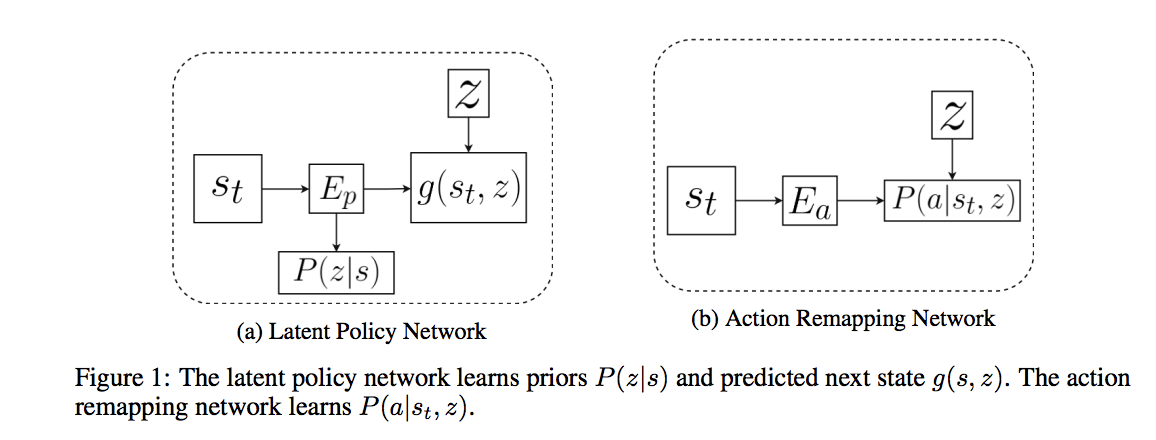 z
s_t
E_p
g(s_t, z)
P(z|s)
(a) Latent Policy Network
z
s_t
E_a
P(a|s_t, z)
(b) Action Remapping Network
Figure 1: The latent policy network learns priors P(z|s) and predicted next state g(s, z). The action
remapping network learns P(a|s_t, z).